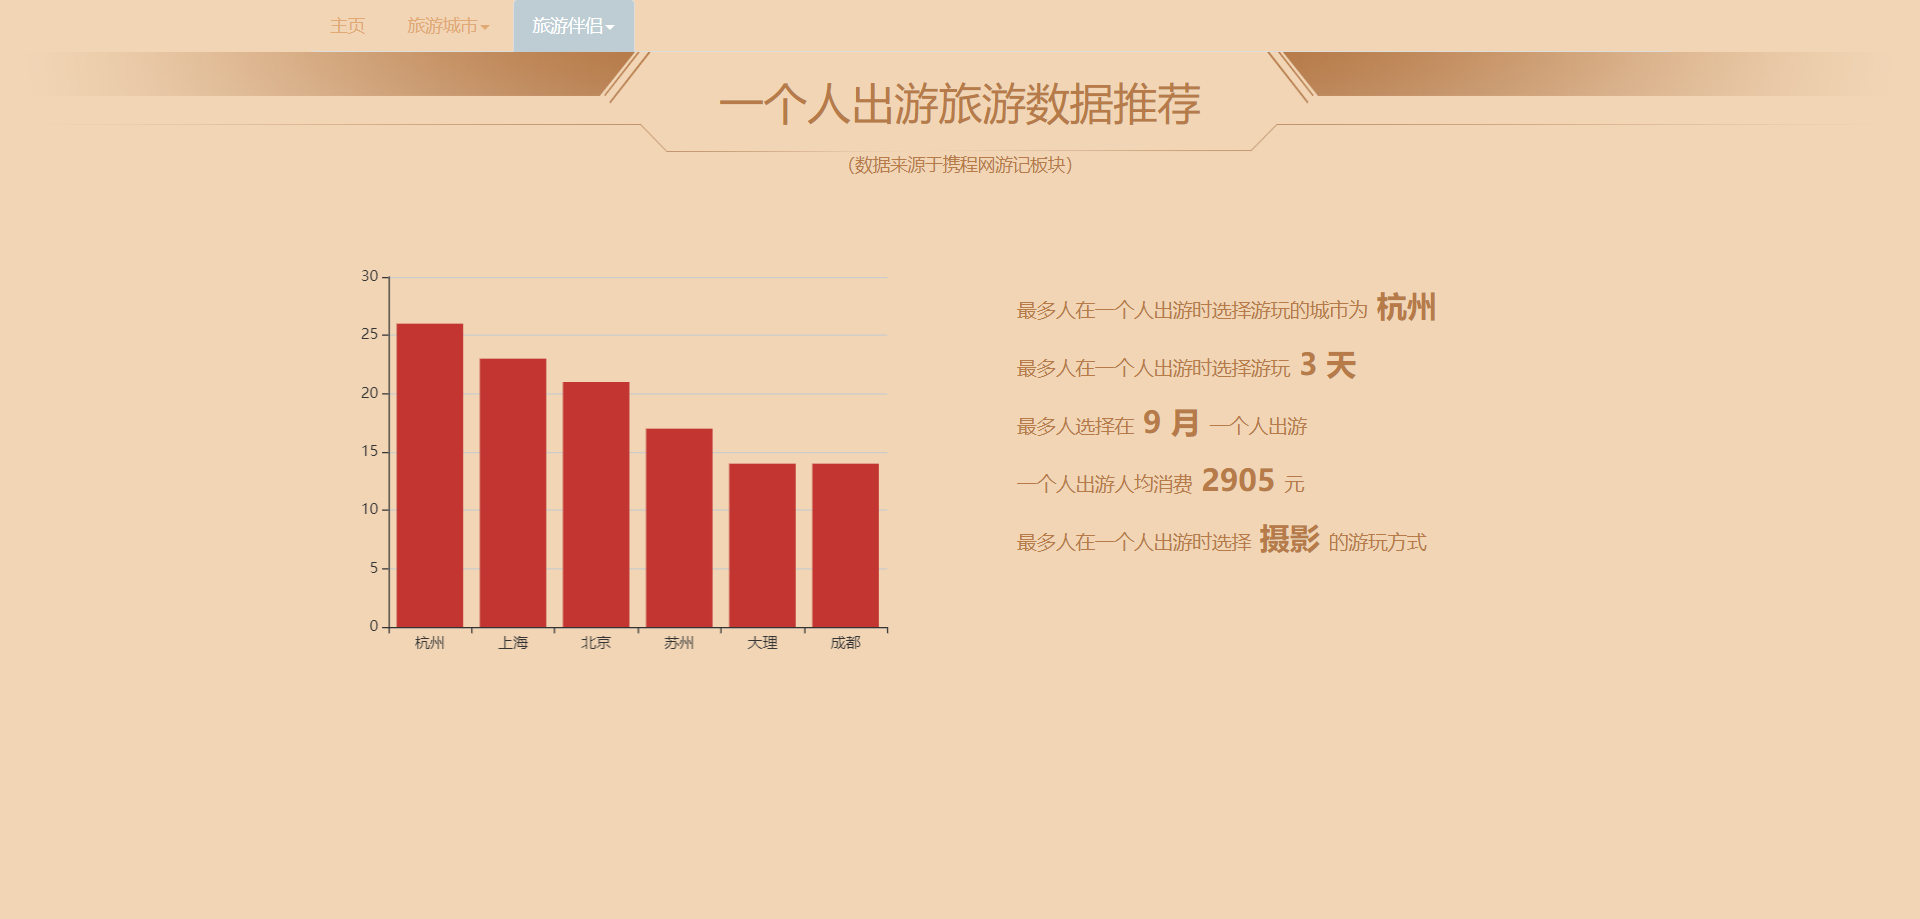 主页 旅游城市 旅游伴侣
一个人出游旅游数据推荐
（数据来源于携程网游记板块）
30
25
20
15
10
5
0
杭州 上海 北京 苏州 大理 成都
最多人在一个人出游时选择游玩的城市为 杭州
最多人在一个人出游时选择游玩 3 天
最多人选择在 9 月 一个人出游
一个人出游人均消费 2905 元
最多人在一个人出游时选择 摄影 的游玩方式